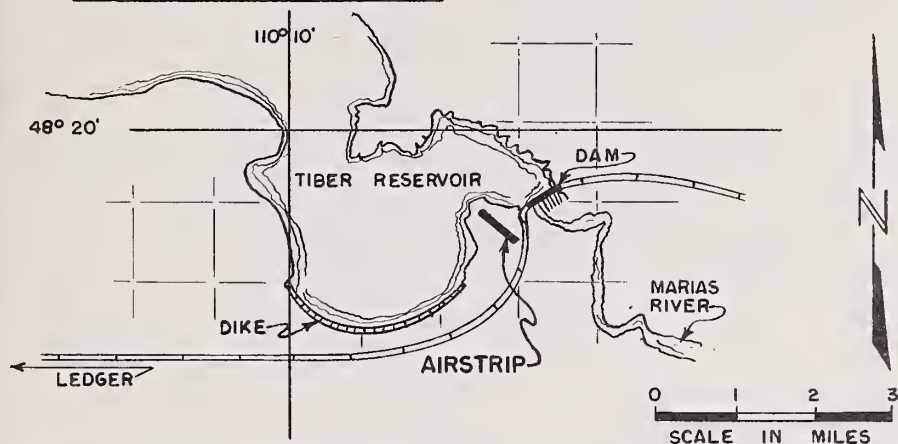 110° 10'
48° 20'
DAM
TIBER RESERVOIR
N
MARIAS
RIVER
DIKE
AIRSTRIP
LEDGER
0 1 2 3
SCALE IN MILES